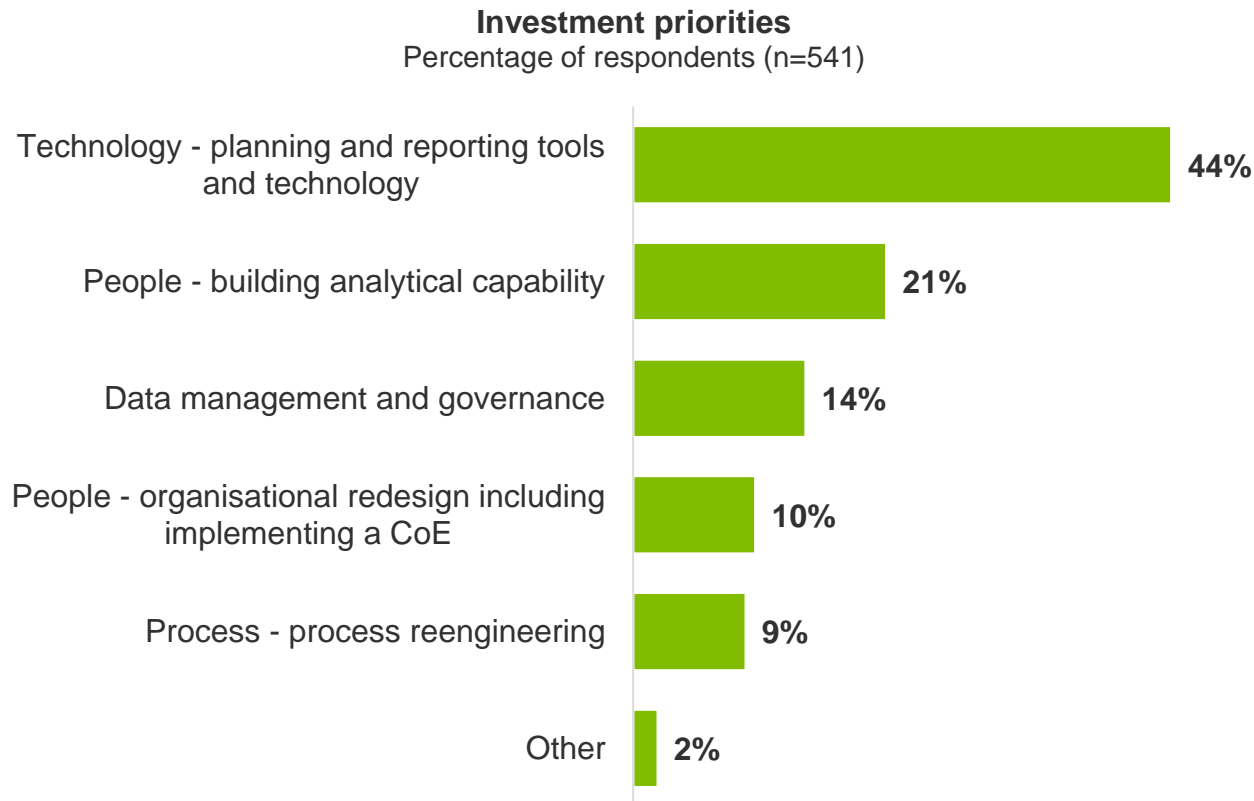 Investment priorities
Percentage of respondents (n=541)
Technology - planning and reporting tools
and technology
44%
People - building analytical capability
21%
Data management and governance
14%
People - organisational redesign including
implementing a CoE
10%
Process - process reengineering
9%
Other
2%